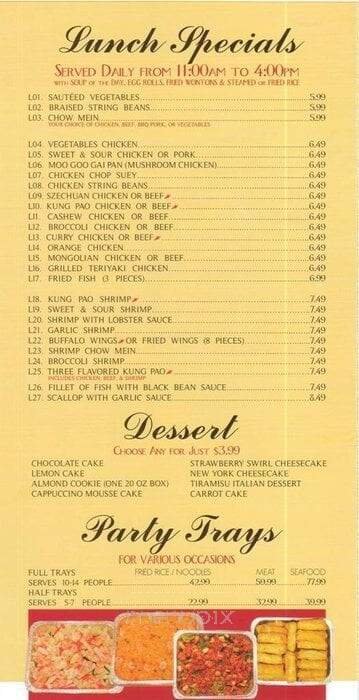 Lunch Specials
SERVED DAILY FROM 11:00AM TO 4:00PM
WITH SOUP OF THE DAY, EGG ROLLS, FRIED WONTONS & STEAMED OR FRIED RICE
L01. SAUTÉED VEGETABLES 5.99
L02. BRAISED STRING BEANS 5.99
L03. CHOW MEIN 5.99
YOUR CHOICE OF CHICKEN, BEEF, BBQ PORK, OR VEGETABLES
L04. VEGETABLES CHICKEN 6.49
L05. SWEET & SOUR CHICKEN OR PORK 6.49
L06. MOO GOO GAI PAN (MUSHROOM CHICKEN) 6.49
L07. CHICKEN CHOP SUEY 6.49
L08. CHICKEN STRING BEANS 6.49
L09. SZECHUAN CHICKEN OR BEEF 6.49
L10. KUNG PAO CHICKEN OR BEEF 6.49
L11. CASHEW CHICKEN OR BEEF 6.49
L12. BROCCOLI CHICKEN OR BEEF 6.49
L13. CURRY CHICKEN OR BEEF 6.49
L14. ORANGE CHICKEN 6.49
L15. MONGOLIAN CHICKEN OR BEEF 6.49
L16. GRILLED TERIYAKI CHICKEN 6.49
L17. FRIED FISH (3 PIECES) 6.99
L18. KUNG PAO SHRIMP 7.49
L19. SWEET & SOUR SHRIMP 7.49
L20. SHRIMP WITH LOBSTER SAUCE 7.49
L21. GARLIC SHRIMP 7.49
L22. BUFFALO WINGS OR FRIED WINGS (8 PIECES) 7.49
L23. SHRIMP CHOW MEIN 7.49
L24. BROCCOLI SHRIMP 7.49
L25. THREE FLAVORED KUNG PAO 7.49
INCLUDES CHICKEN, BEEF, & SHRIMP
L26. FILLET OF FISH WITH BLACK BEAN SAUCE 7.49
L27. SCALLOP WITH GARLIC SAUCE 8.49
Dessert
CHOOSE ANY FOR JUST $3.99
CHOCOLATE CAKE STRAWBERRY SWIRL CHEESECAKE
LEMON CAKE NEW YORK CHEESECAKE
ALMOND COOKIE (ONE 20 OZ BOX) TIRAMISU ITALIAN DESSERT
CAPPUCCINO MOUSSE CAKE CARROT CAKE
Party Trays
FOR VARIOUS OCCASIONS
FULL TRAYS FRIED RICE / NOODLES MEAT SEAFOOD
SERVES 10-14 PEOPLE 42.99 59.99 77.99
HALF TRAYS
SERVES 5-7 PEOPLE 22.99 32.99 39.99